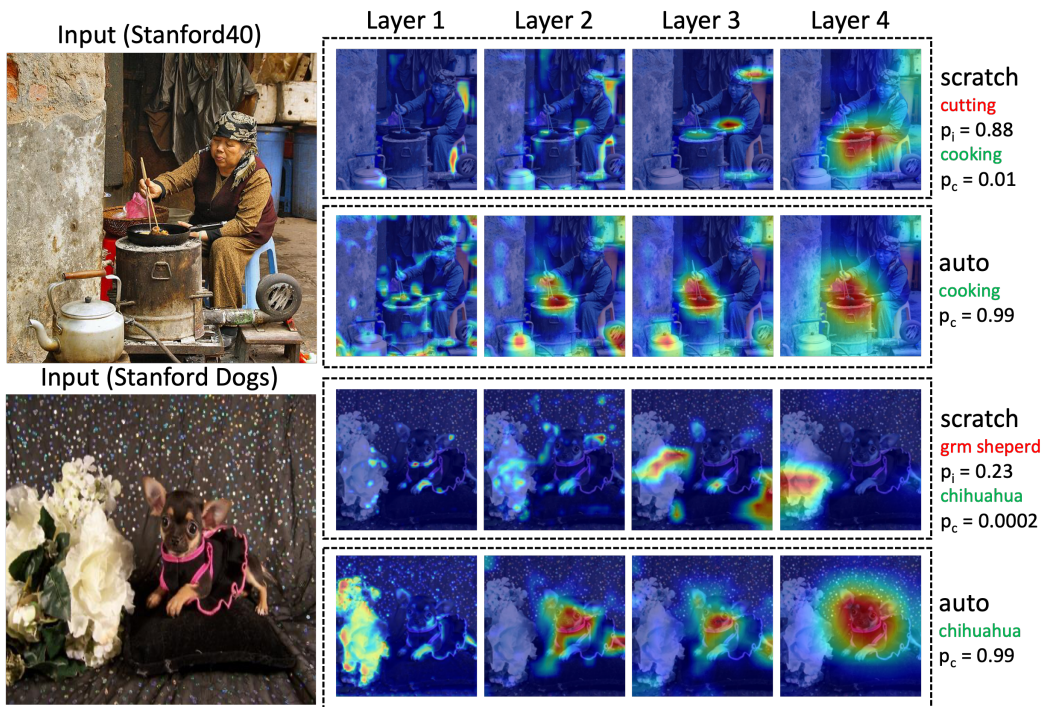 Layer 1
Layer 2
Layer 3
Layer 4
Input (Stanford40)
scratch
cutting
pi = 0.88
cooking
pc = 0.01
auto
cooking
pc = 0.99
Input (Stanford Dogs)
scratch
grm sheperd
pi = 0.23
chihuahua
pc = 0.0002
auto
chihuahua
pc = 0.99